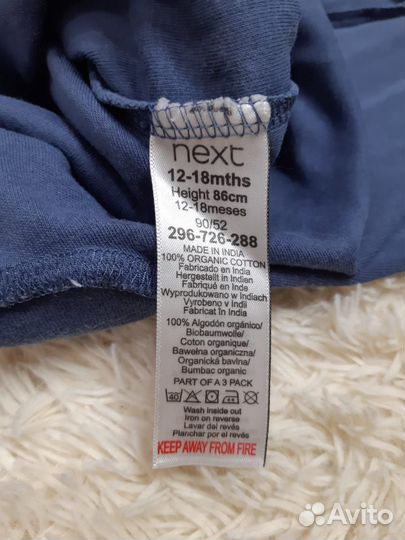 next
12-18mths
Height 86cm
12-18meses
90/52
296-726-288
MADE IN INDIA
100% ORGANIC COTTON
Fabricado en India
Hergestellt in Indien
Fabriqué en Inde
Wyprodukowano w Indiach
Vyrobeno v Indii
Fabricat în India
100% Algodón orgánico/
Biobaumwolle/
Coton organique/
Bawełna organiczna/
Organická bavlna/
Bumbac organic
PART OF A 3 PACK
40
Wash inside out
Iron on reverse
Lavar del revés
Planchar por el revés
KEEP AWAY FROM FIRE
Avito